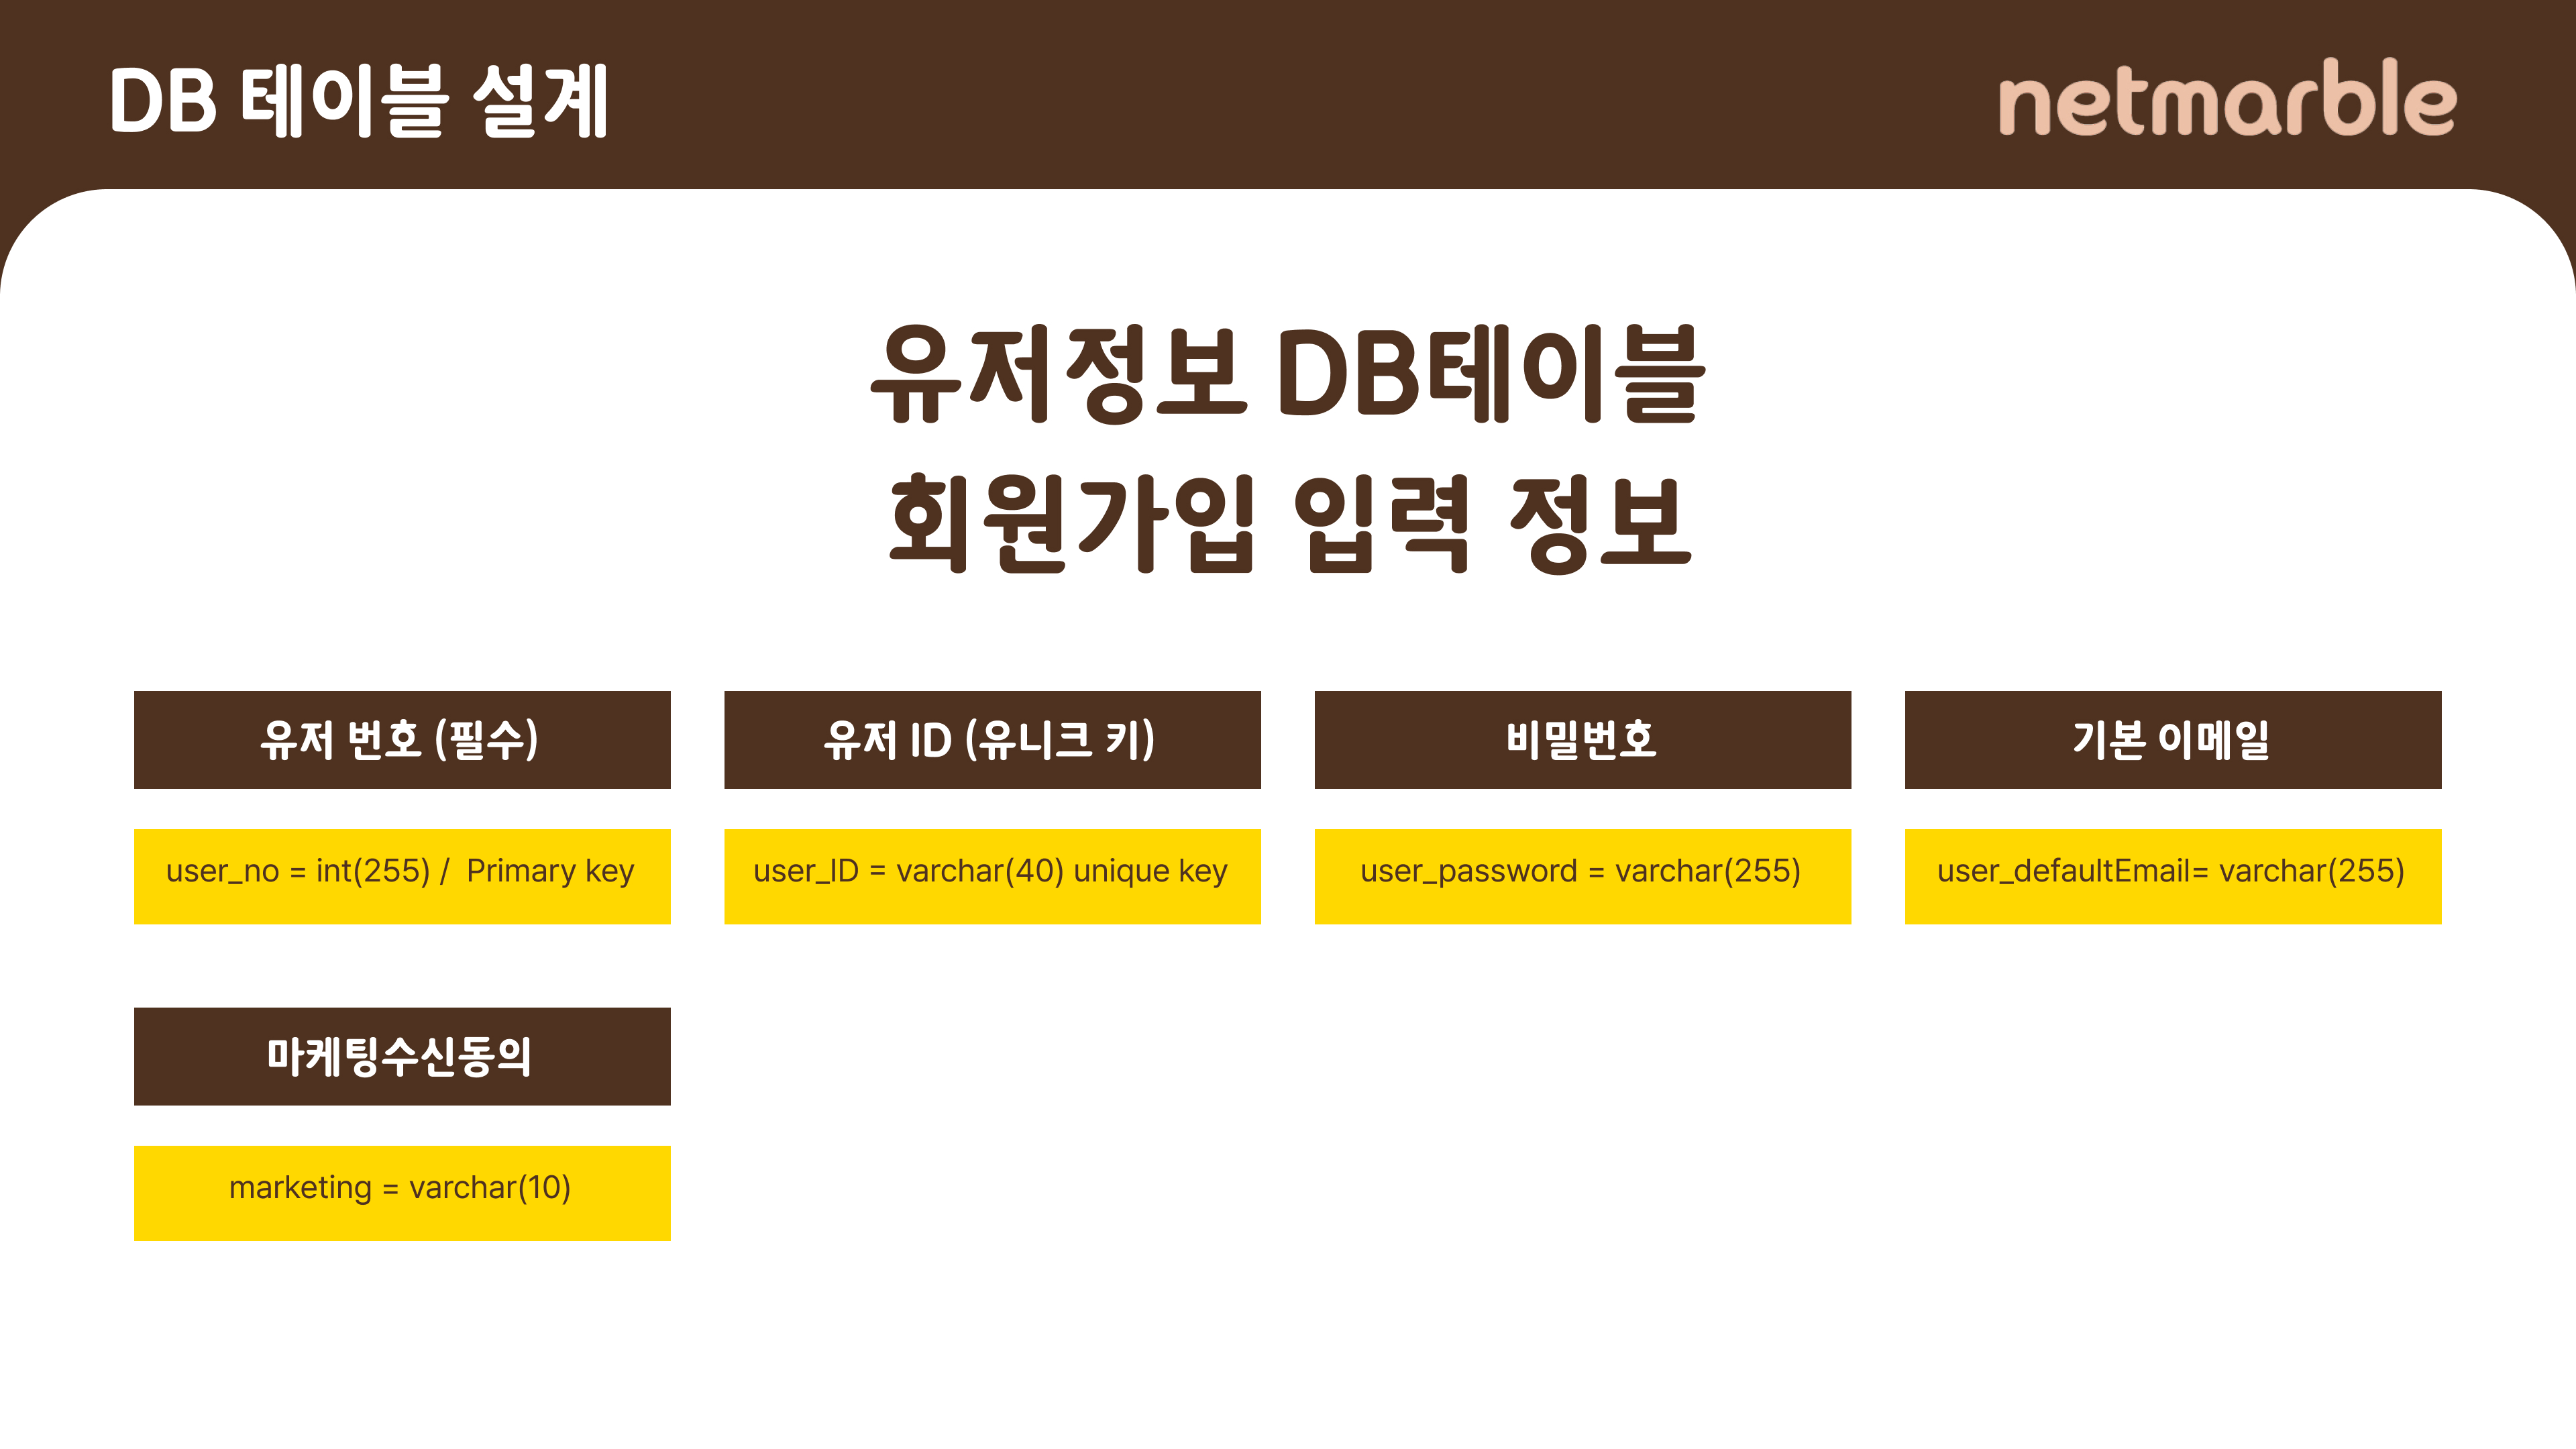 DB 테이블 설계
netmarble
유저정보 DB테이블
회원가입 입력 정보
유저 번호 (필수)
유저 ID (유니크 키)
비밀번호
기본 이메일
user_no = int(255) /  Primary key
user_ID = varchar(40) unique key
user_password = varchar(255)
user_defaultEmail= varchar(255)
마케팅수신동의
marketing = varchar(10)